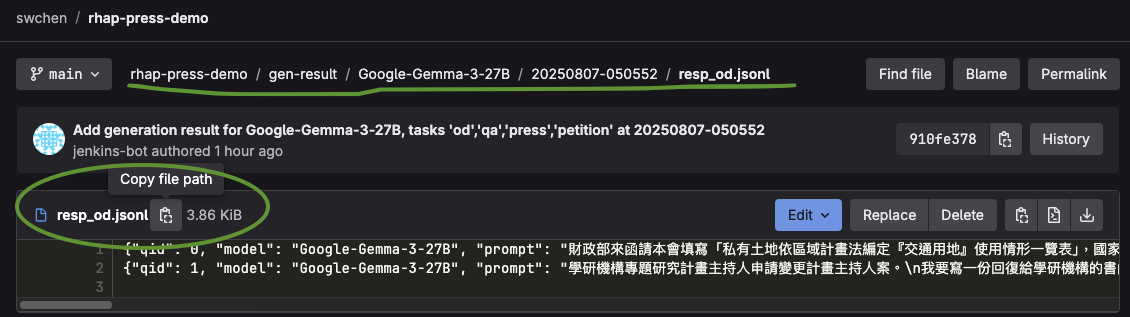 swchen / rhap-press-demo
main rhap-press-demo / gen-result / Google-Gemma-3-27B / 20250807-050552 / resp_od.jsonl Find file Blame Permalink
Add generation result for Google-Gemma-3-27B, tasks 'od','qa','press','petition' at 20250807-050552
jenkins-bot authored 1 hour ago
910fe378 History
Copy file path
resp_od.jsonl 3.86 KiB Edit Replace Delete
1 {"qid": 0, "model": "Google-Gemma-3-27B", "prompt": "財政部來函請本會填寫「私有土地依區域計畫法編定『交通用地』使用情形一覽表」，國家
2 {"qid": 1, "model": "Google-Gemma-3-27B", "prompt": "學研機構專題研究計畫主持人申請變更計畫主持人案。\n我要寫一份回復給學研機構的書
3